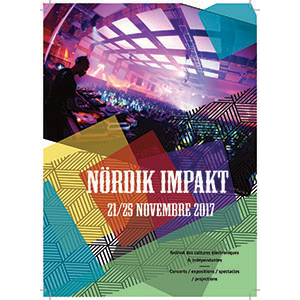 NÖRDIK IMPAKT
21/25 NOVEMBRE 2017
festival des cultures électroniques
& indépendantes
Concerts / expositions / spectacles
/ projections